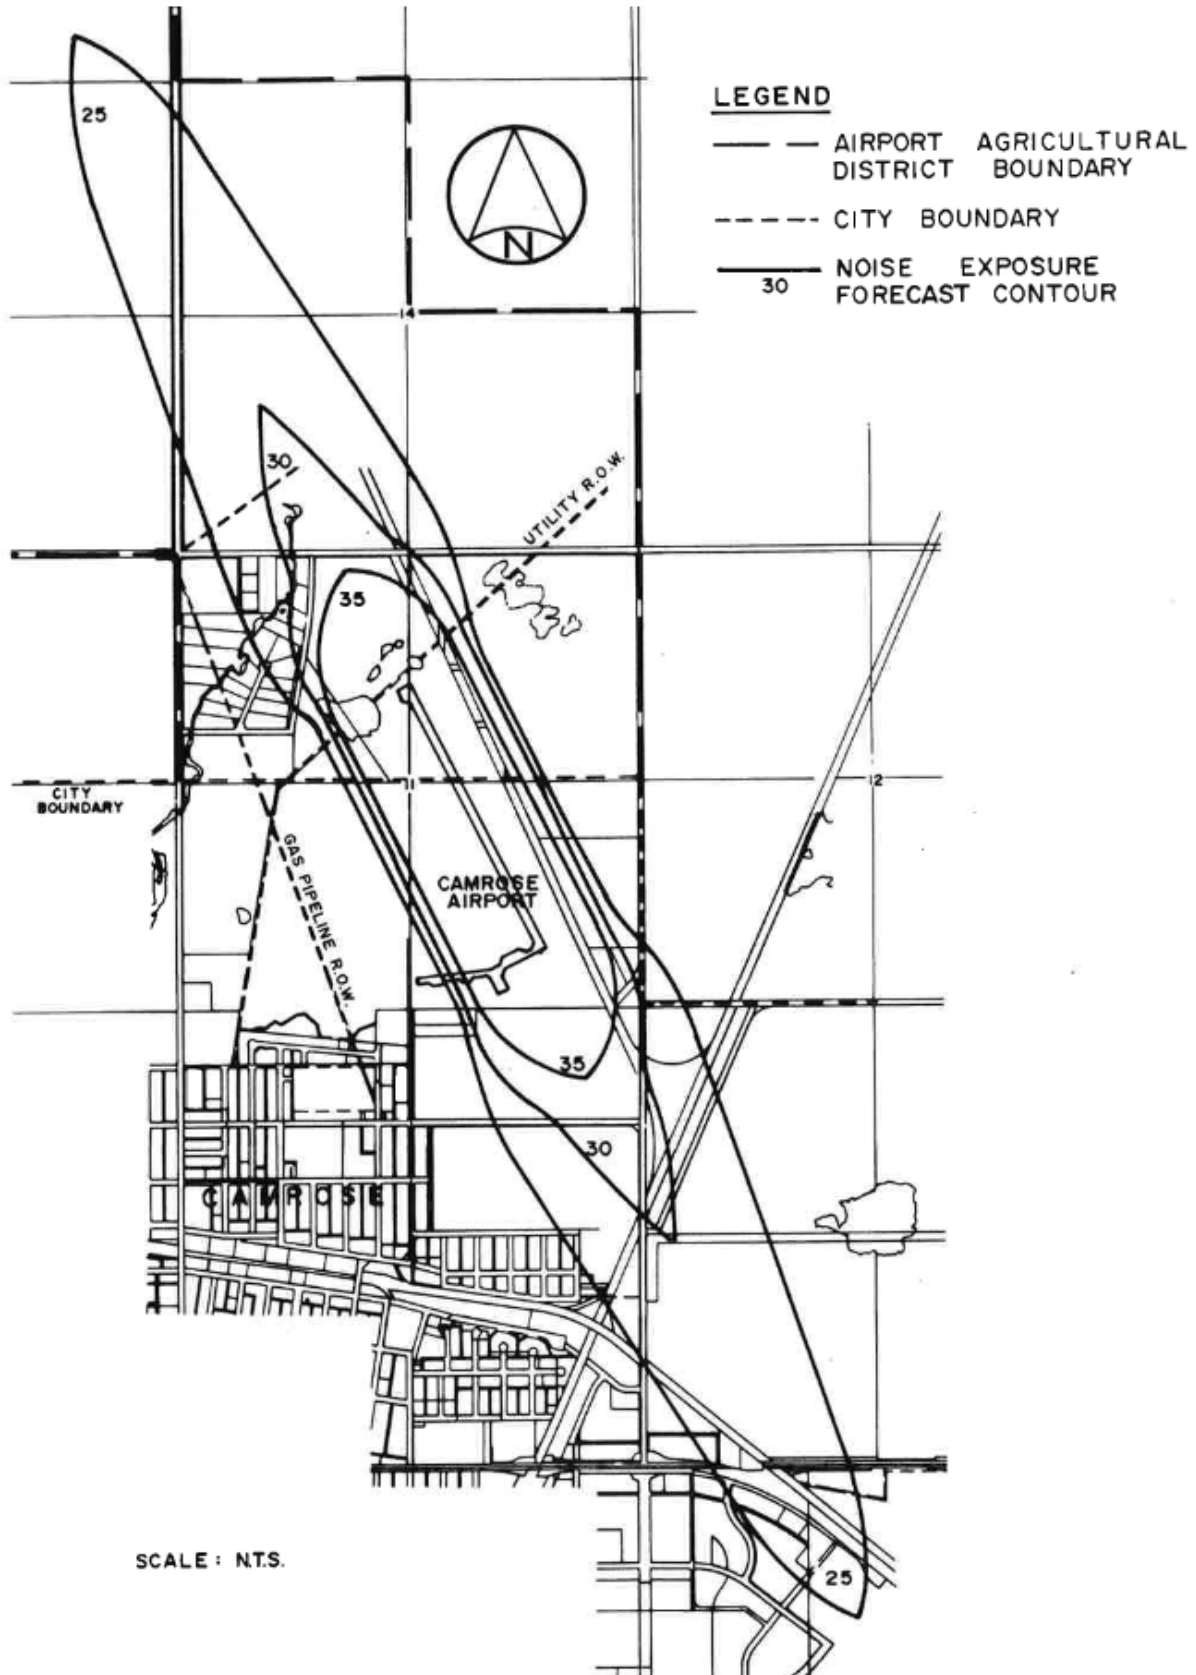 LEGEND
AIRPORT AGRICULTURAL
DISTRICT BOUNDARY
CITY BOUNDARY
30
NOISE EXPOSURE
FORECAST CONTOUR
N
25
14
30
UTILITY R.O.W.
35
CITY
BOUNDARY
11
12
GAS PIPELINE R.O.W.
CAMROSE
AIRPORT
35
30
CAMROSE
SCALE: N.T.S.
25